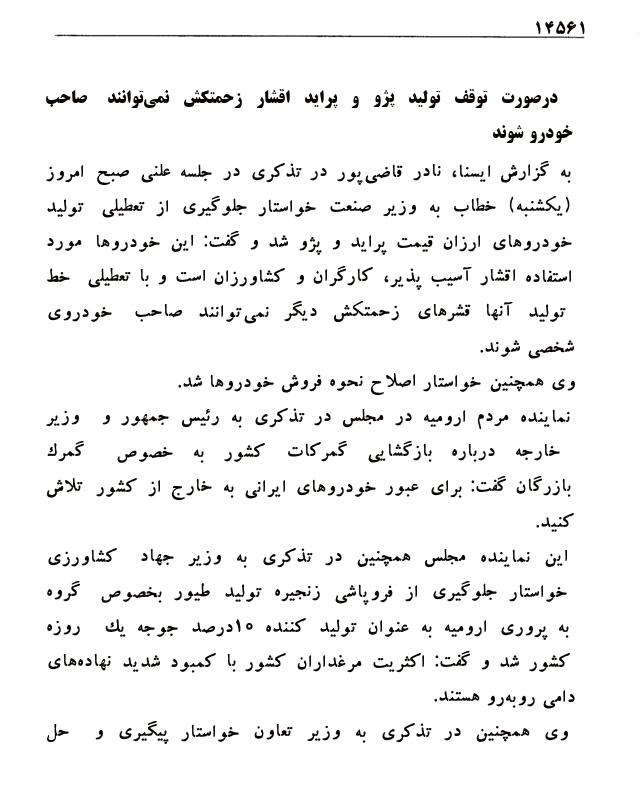 ۱۴۵۶۱
درصورت توقف تولید پژو و پراید اقشار زحمتکش نمی‌توانند صاحب
خودرو شوند
به گزارش ایسنا، نادر قاضی‌پور در تذکری در جلسه علنی صبح امروز
(یکشنبه) خطاب به وزیر صنعت خواستار جلوگیری از تعطیلی تولید
خودروهای ارزان قیمت پراید و پژو شد و گفت: این خودروها مورد
استفاده اقشار آسیب پذیر، کارگران و کشاورزان است و با تعطیلی خط
تولید آنها قشرهای زحمتکش دیگر نمی‌توانند صاحب خودروی
شخصی شوند.
وی همچنین خواستار اصلاح نحوه فروش خودروها شد.
نماینده مردم ارومیه در مجلس در تذکری به رئیس جمهور و وزیر
خارجه درباره بازگشایی گمرکات کشور به خصوص گمرك
بازرگان گفت: برای عبور خودروهای ایرانی به خارج از کشور تلاش
کنید.
این نماینده مجلس همچنین در تذکری به وزیر جهاد کشاورزی
خواستار جلوگیری از فروپاشی زنجیره تولید طیور بخصوص گروه
به پروری ارومیه به عنوان تولید کننده ۱۵درصد جوجه یك روزه
کشور شد و گفت: اکثریت مرغداران کشور با کمبود شدید نهاده‌های
دامی روبه‌رو هستند.
وی همچنین در تذکری به وزیر تعاون خواستار پیگیری و حل